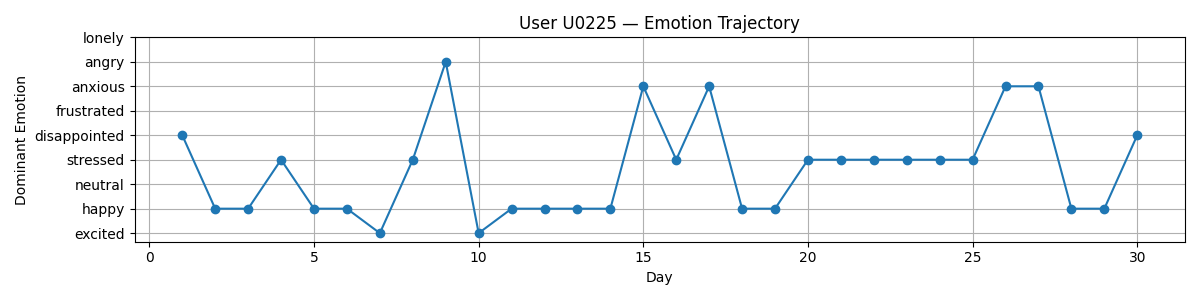 User U0225 — Emotion Trajectory
Dominant Emotion
lonely
angry
anxious
frustrated
disappointed
stressed
neutral
happy
excited
0 5 10 15 20 25 30
Day